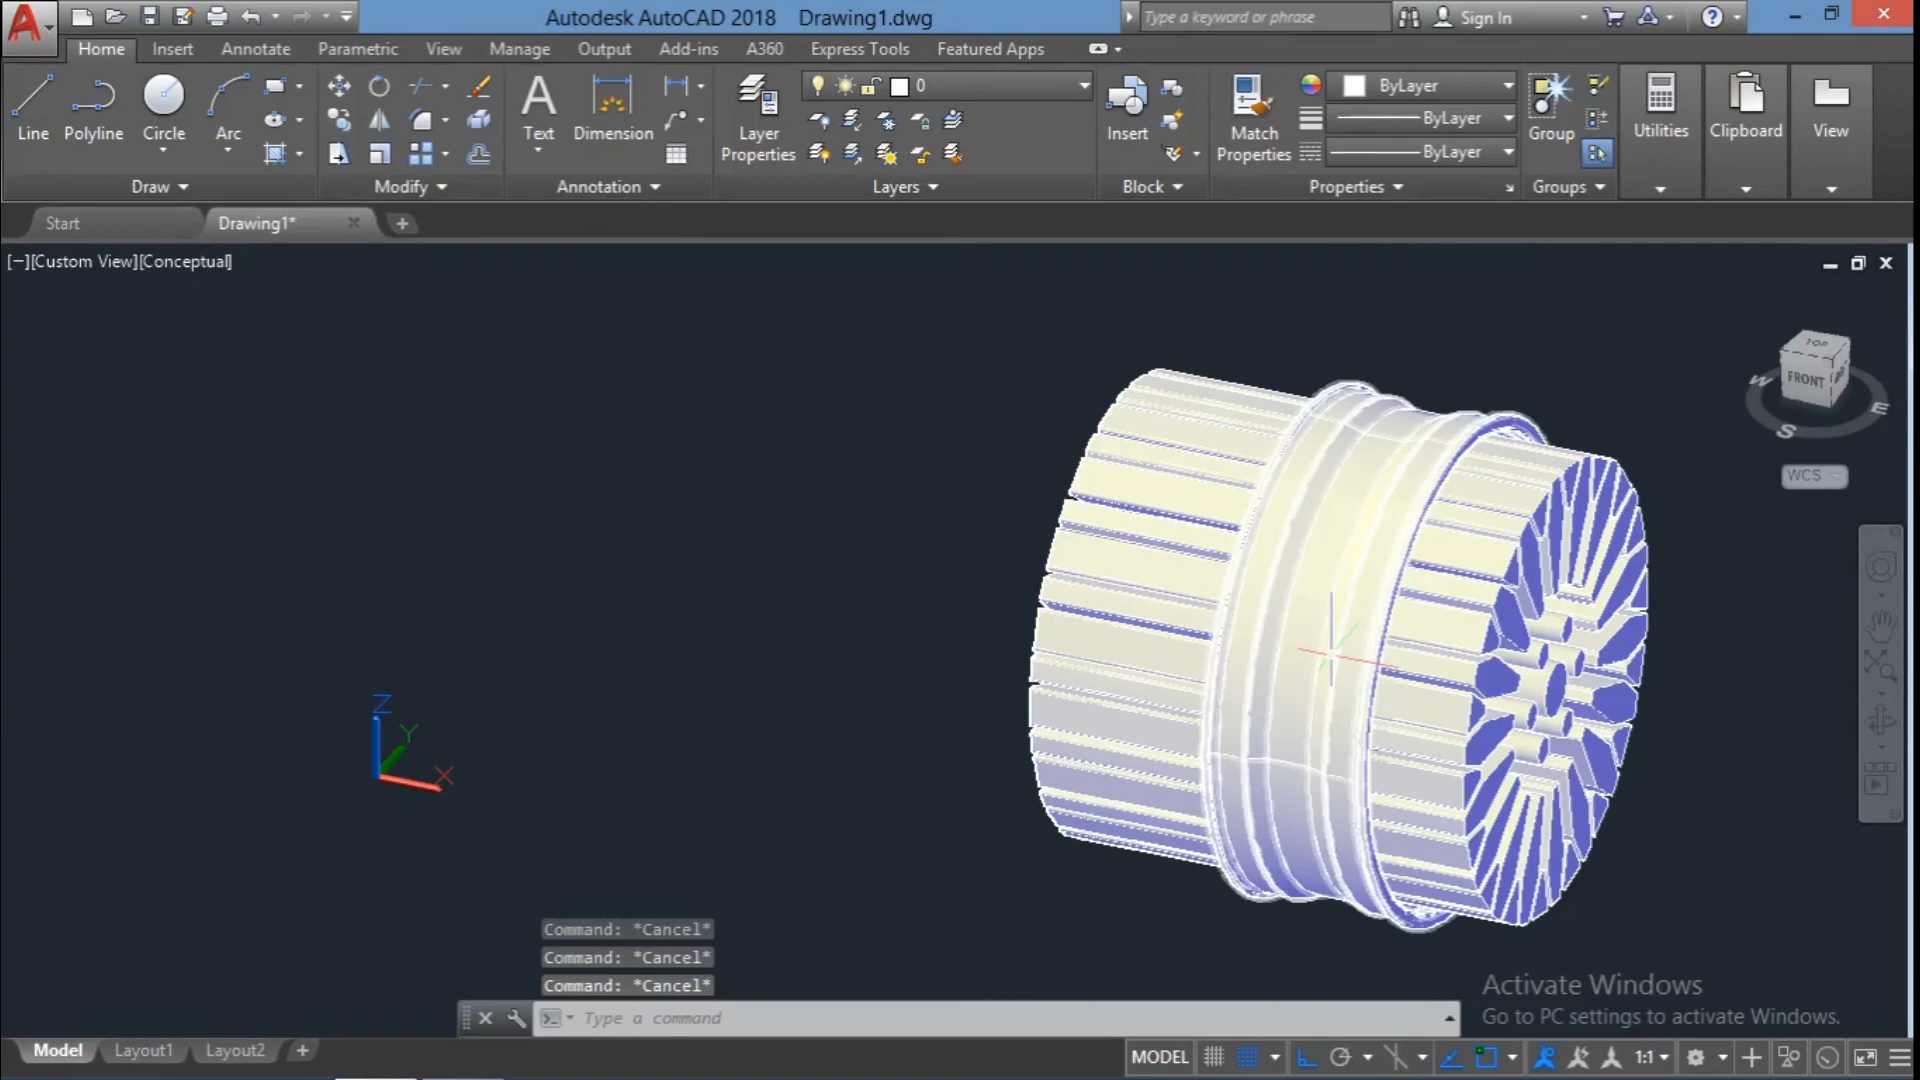 Autodesk AutoCAD 2018 Drawing1.dwg
Type a keyword or phrase
Sign In
Home Insert Annotate Parametric View Manage Output Add-ins A360 Express Tools Featured Apps
Line Polyline Circle Arc
Text Dimension
Layer Properties
0
Insert
Match Properties
ByLayer
ByLayer
ByLayer
Group
Utilities
Clipboard
View
Draw Modify Annotation Layers Block Properties Groups
Start Drawing1*
[−][Custom View][Conceptual]
TOP
FRONT
W
E
S
WCS
Z
Y
X
Command: *Cancel*
Command: *Cancel*
Command: *Cancel*
Type a command
Activate Windows
Go to PC settings to activate Windows.
Model Layout1 Layout2
MODEL
1:1